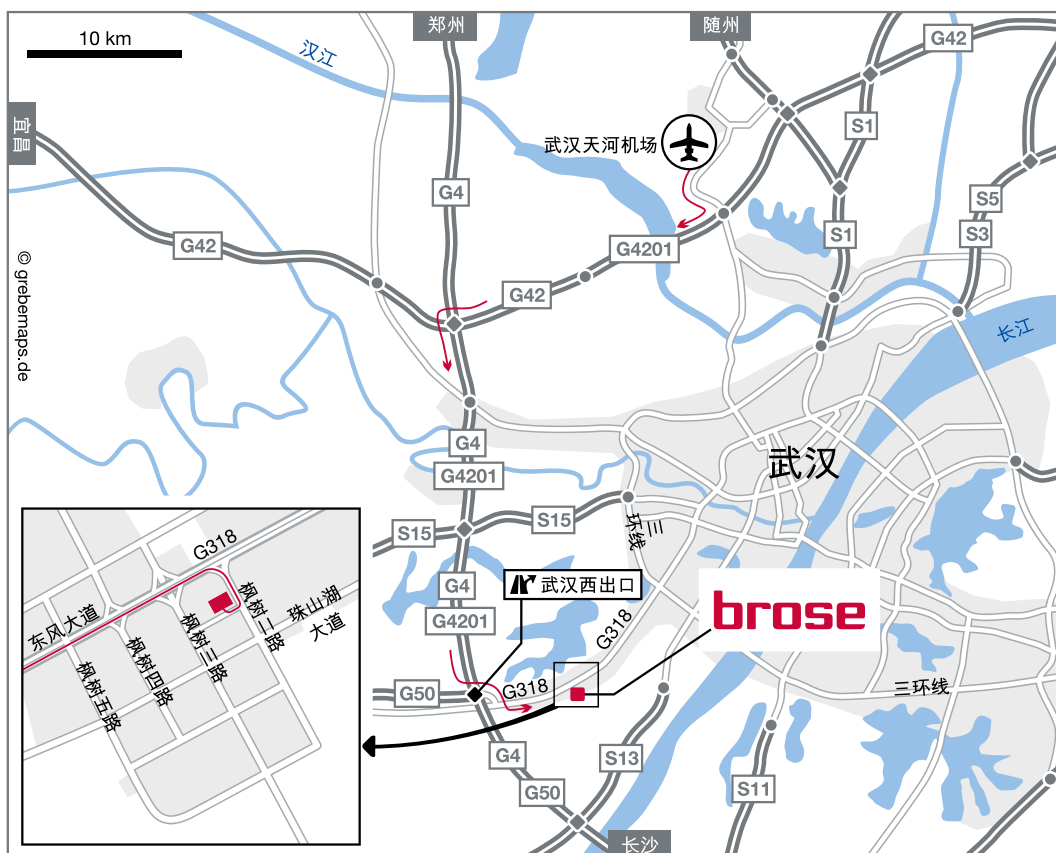 郑州
随州
10 km
汉江
G42
宜昌
S1
武汉天河机场
G4
S5
G42
S1
S3
G4201
© grebemaps.de
G42
长江
G4
G4201
武汉
S15
S15
三环线
G318
东风大道
枫树二路
珠山湖大道
枫树三路
枫树四路
枫树五路
G4
G4201
武汉西出口
brose
G318
G50
G318
三环线
G4
S13
G50
S11
长沙